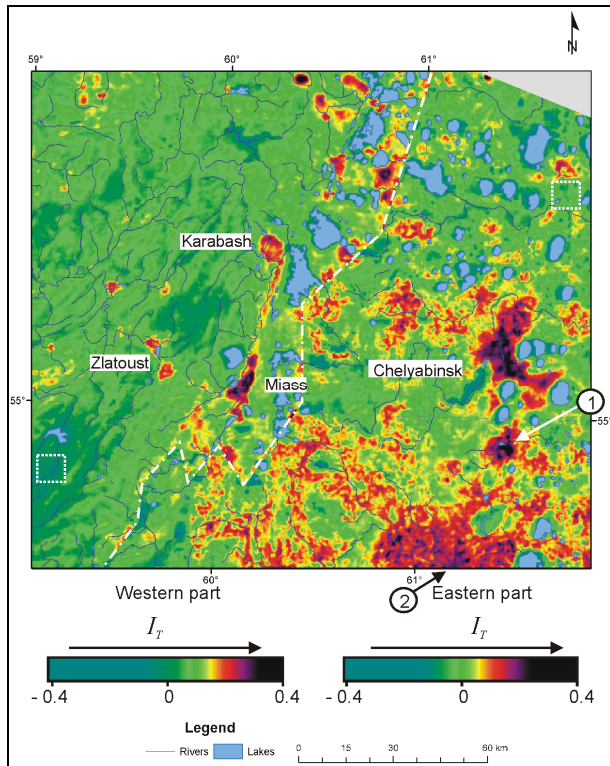 N
59° 60° 61°
Karabash
Zlatoust
Miass
Chelyabinsk
55°
55°
1
60° 61°
Western part
2
Eastern part
I_T
I_T
- 0.4 0 0.4
- 0.4 0 0.4
Legend
Rivers Lakes
0 15 30 60 km